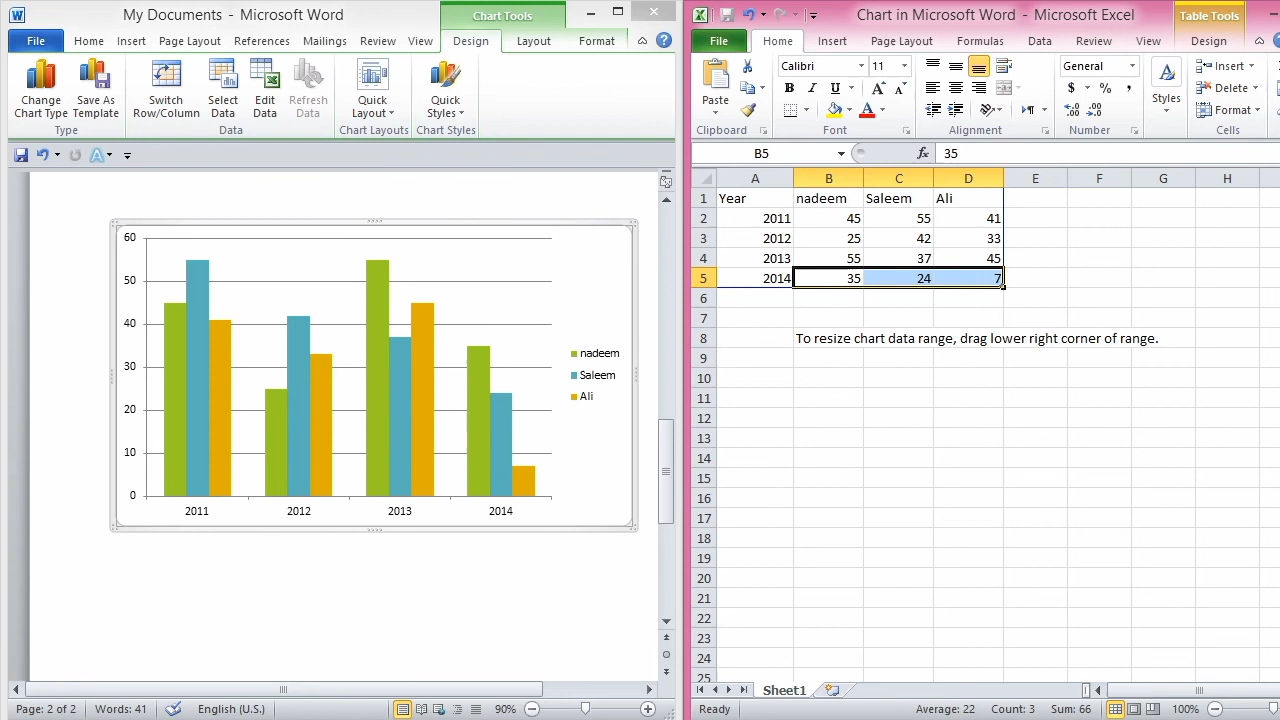 My Documents - Microsoft Word
Chart Tools
File Home Insert Page Layout References Mailings Review View Design Layout Format
Change Chart Type
Save As Template
Switch Row/Column
Select Data
Edit Data
Refresh Data
Quick Layout
Quick Styles
Type Data Chart Layouts Chart Styles
60
50
40
30
20
10
0
2011 2012 2013 2014
nadeem
Saleem
Ali
Page: 2 of 2 Words: 41 English (U.S.) 90%
Chart in Microsoft Word - Microsoft Excel
Table Tools
File Home Insert Page Layout Formulas Data Review View Design
Paste
Calibri 11
B I U
A A
General
$ % ,
Styles
Insert
Delete
Format
Clipboard Font Alignment Number Cells
B5 fx 35
A B C D E F G H
1 Year nadeem Saleem Ali
2 2011 45 55 41
3 2012 25 42 33
4 2013 55 37 45
5 2014 35 24 7
6
7
8 To resize chart data range, drag lower right corner of range.
9
10
11
12
13
14
15
16
17
18
19
20
21
22
23
24
25
Sheet1
Ready Average: 22 Count: 3 Sum: 66 100%